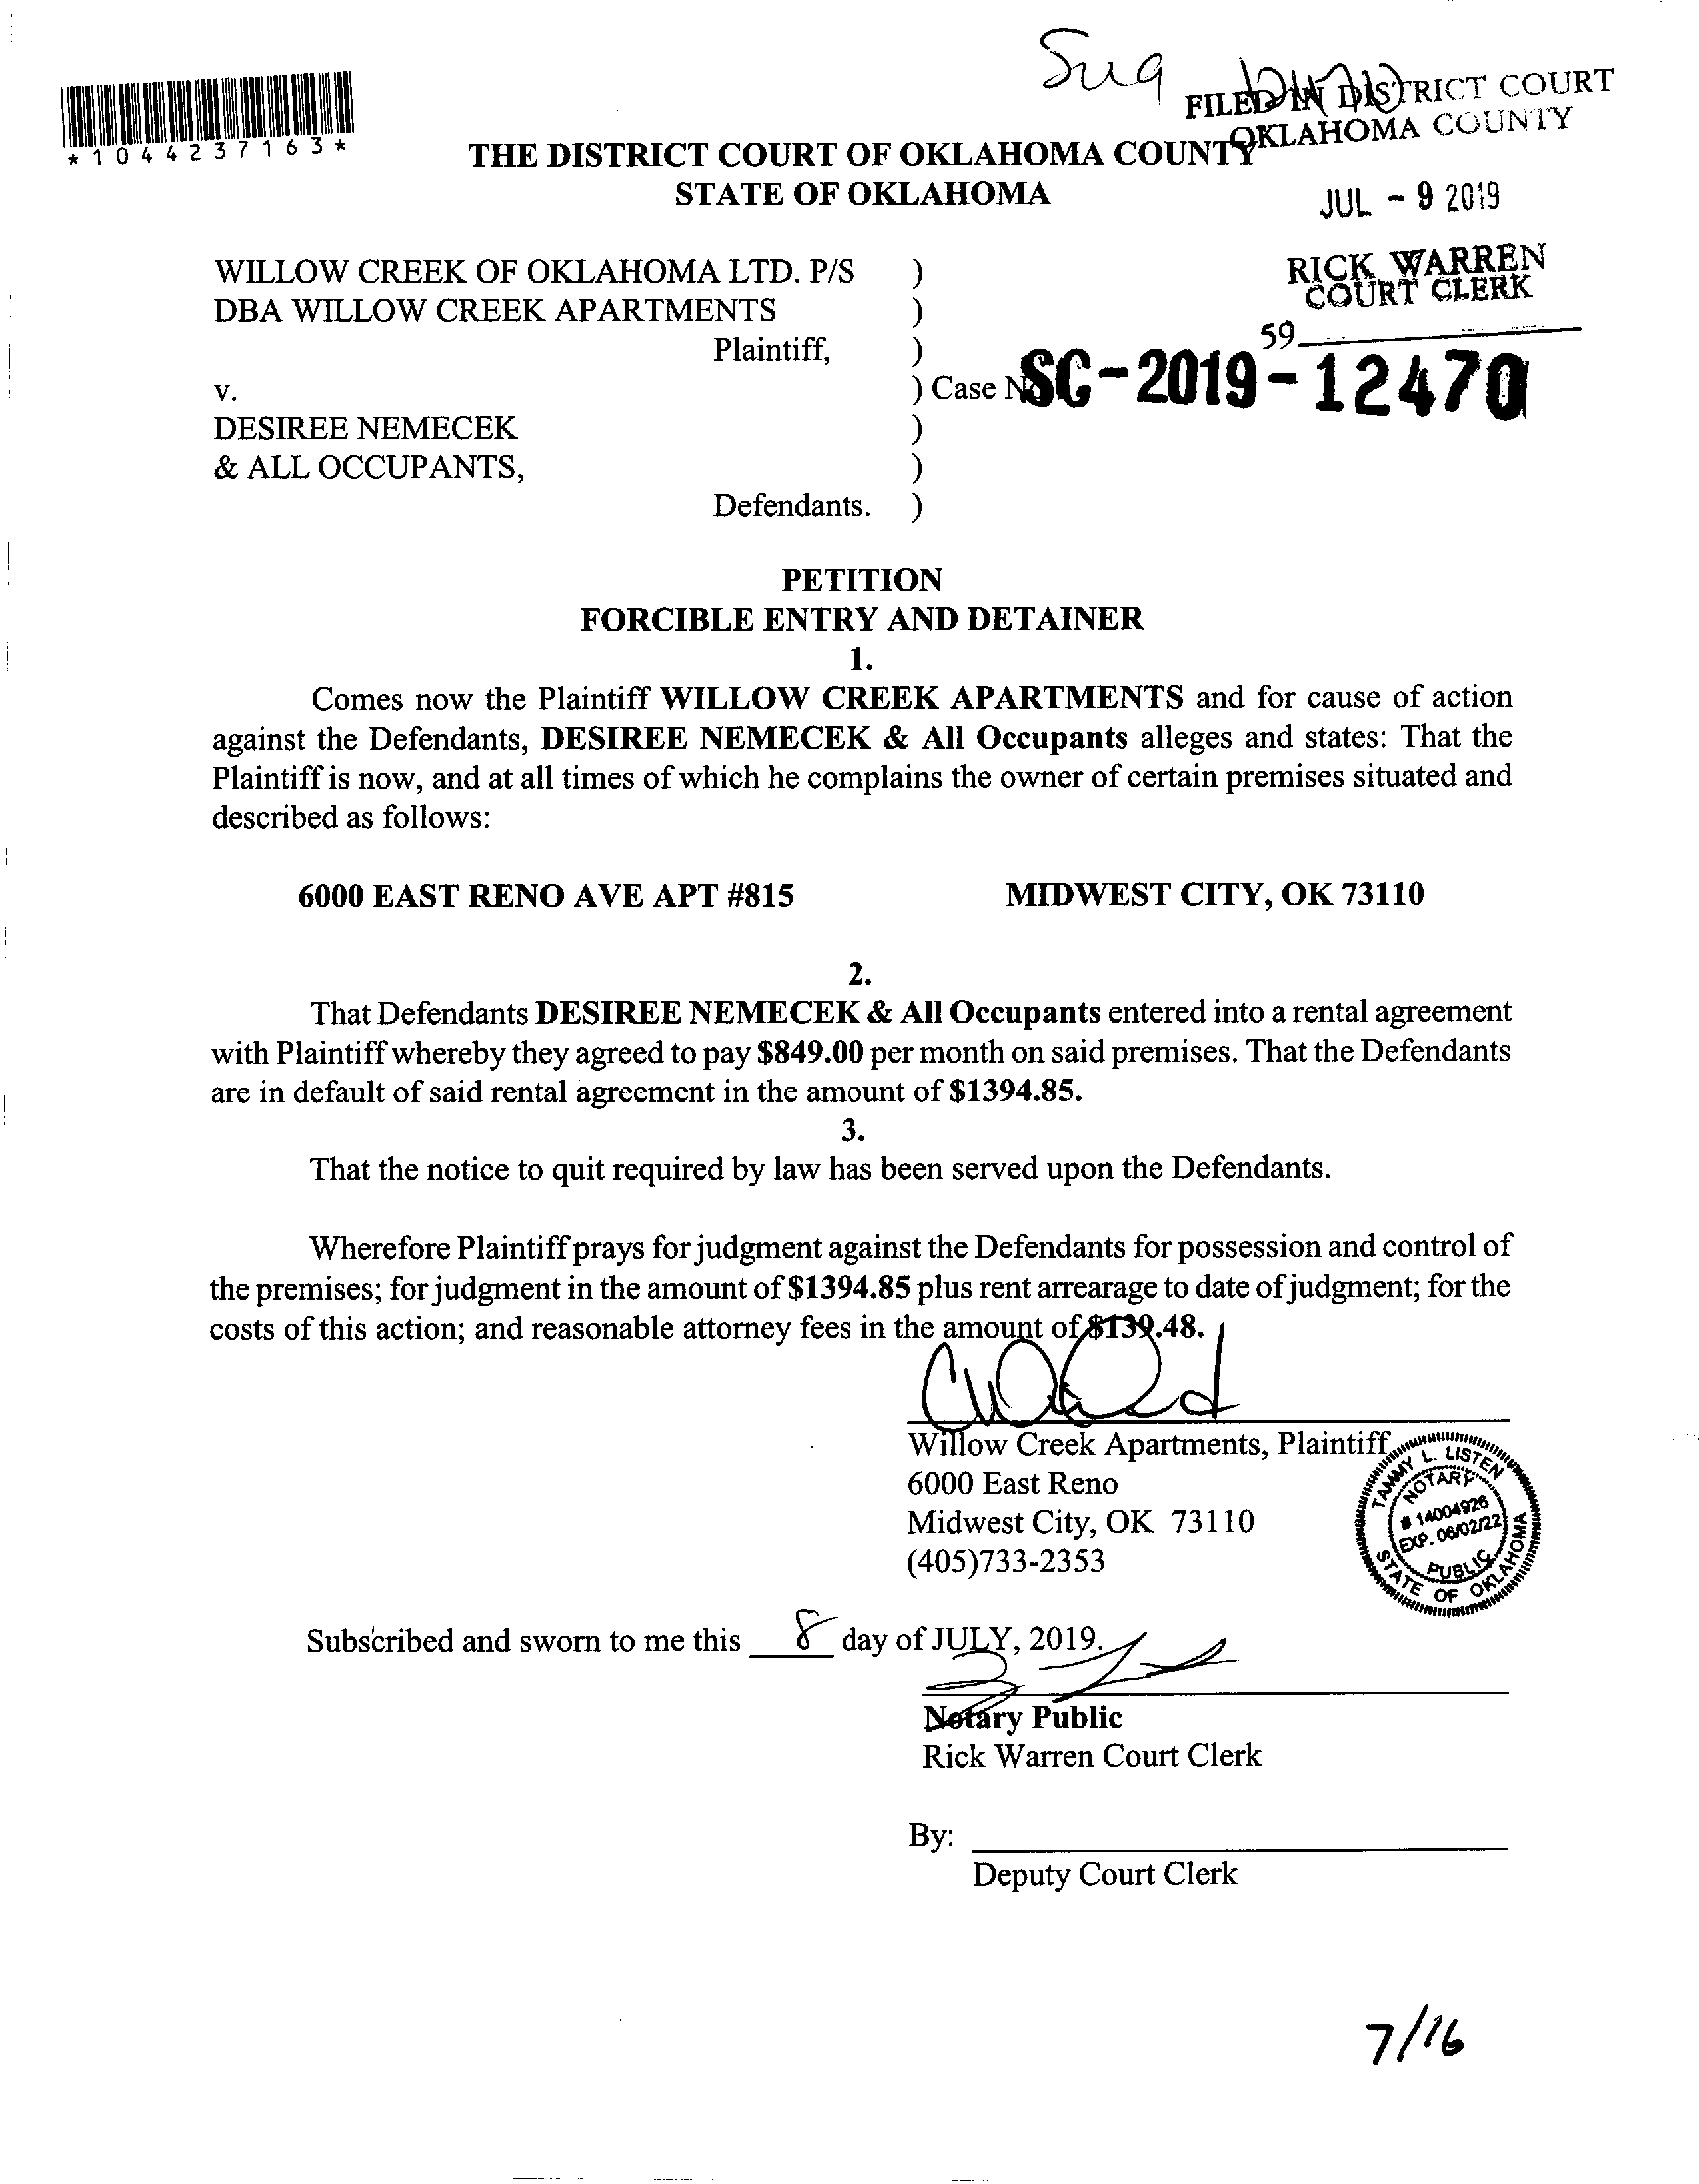 *1044237163*
FILED IN DISTRICT COURT
OKLAHOMA COUNTY
THE DISTRICT COURT OF OKLAHOMA COUNTY
STATE OF OKLAHOMA
JUL - 9 2019
RICK WARREN
COURT CLERK
59
WILLOW CREEK OF OKLAHOMA LTD. P/S )
DBA WILLOW CREEK APARTMENTS )
Plaintiff, )
v. ) Case No SC-2019-12470
DESIREE NEMECEK )
& ALL OCCUPANTS, )
Defendants. )
PETITION
FORCIBLE ENTRY AND DETAINER
1.
Comes now the Plaintiff WILLOW CREEK APARTMENTS and for cause of action
against the Defendants, DESIREE NEMECEK & All Occupants alleges and states: That the
Plaintiff is now, and at all times of which he complains the owner of certain premises situated and
described as follows:
6000 EAST RENO AVE APT #815 MIDWEST CITY, OK 73110
2.
That Defendants DESIREE NEMECEK & All Occupants entered into a rental agreement
with Plaintiff whereby they agreed to pay $849.00 per month on said premises. That the Defendants
are in default of said rental agreement in the amount of $1394.85.
3.
That the notice to quit required by law has been served upon the Defendants.
Wherefore Plaintiff prays for judgment against the Defendants for possession and control of
the premises; for judgment in the amount of $1394.85 plus rent arrearage to date of judgment; for the
costs of this action; and reasonable attorney fees in the amount of $139.48.
Willow Creek Apartments, Plaintiff
6000 East Reno
Midwest City, OK 73110
(405)733-2353
TAMMY L. LISTEN
NOTARY
# 14004926
EXP. 06/02/22
PUBLIC
STATE OF OKLAHOMA
Subscribed and sworn to me this 8 day of JULY, 2019.
Notary Public
Rick Warren Court Clerk
By:
Deputy Court Clerk
7/16